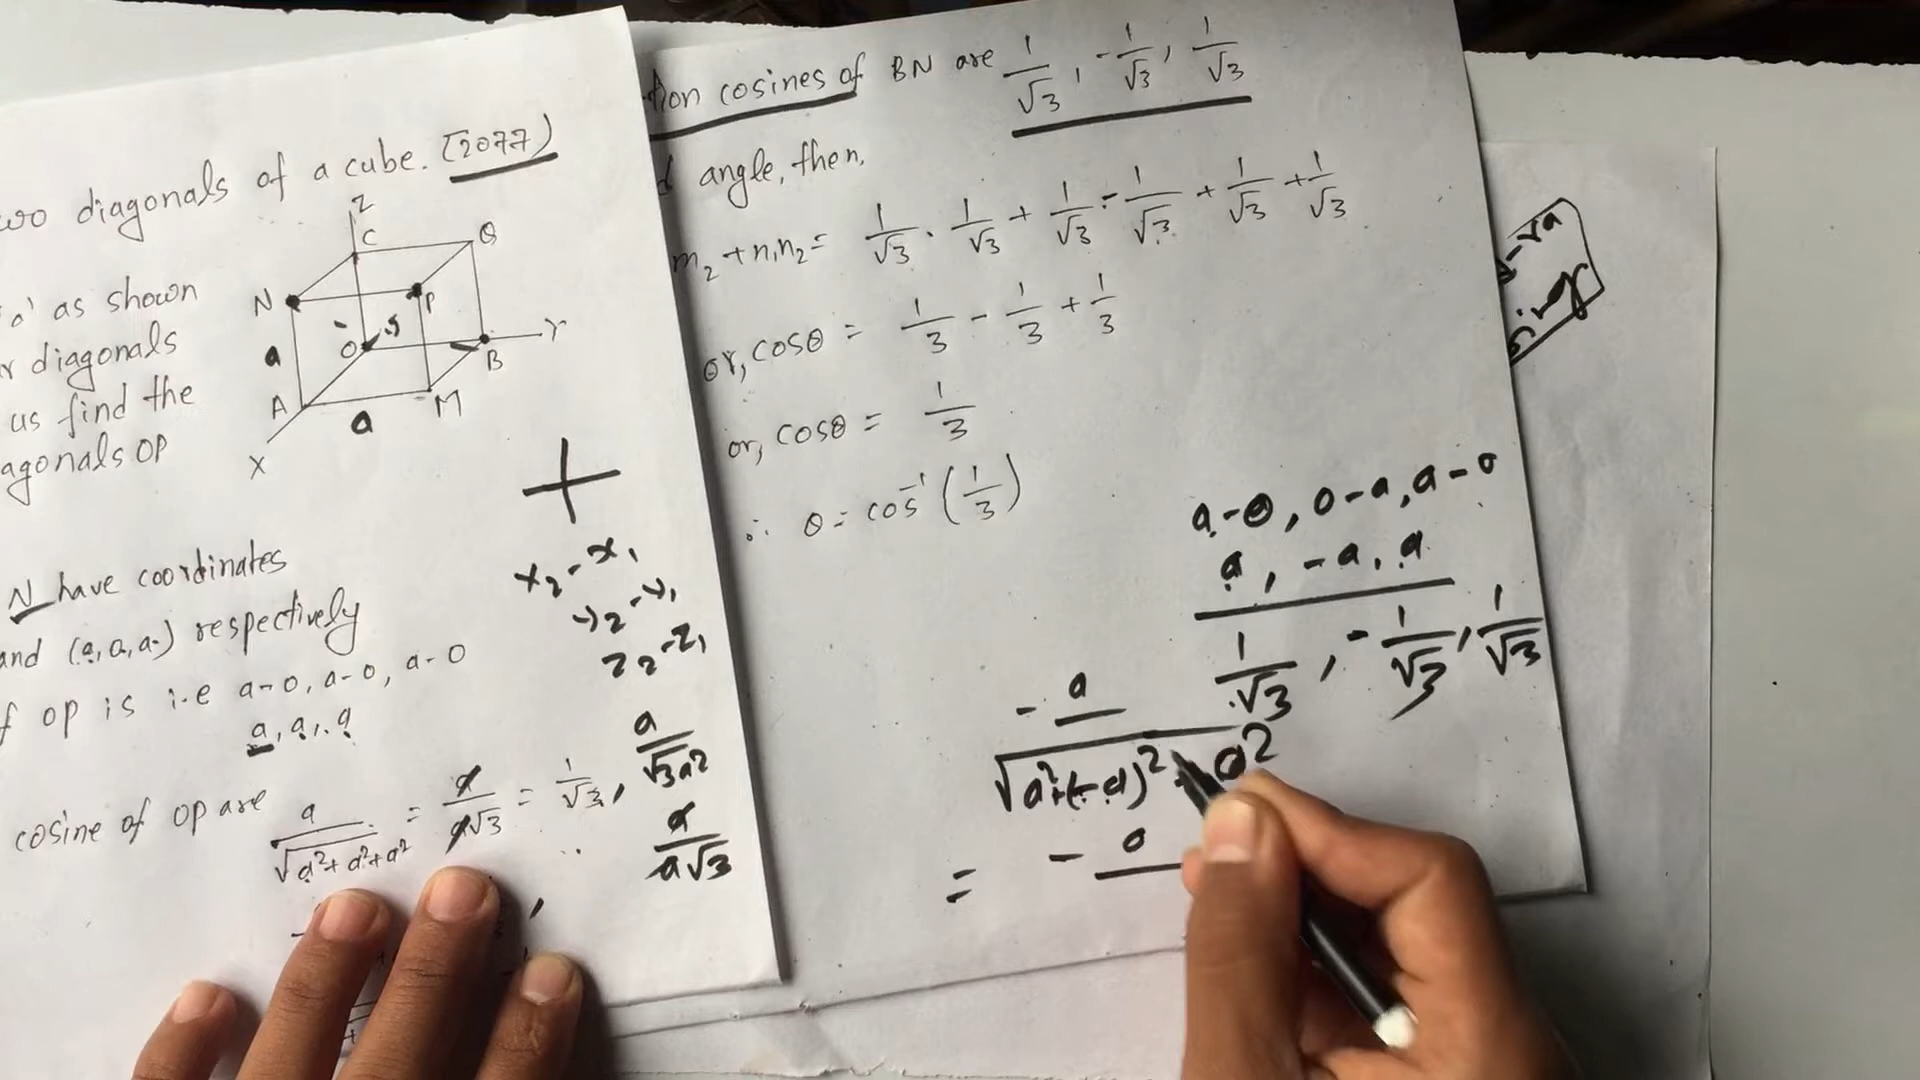 wo diagonals of a cube. [2077)
Z
C
Q
N
P
'a' as shown
a
O
B
Y
r diagonals
A
M
a
us find the
X
agonals OP
N have coordinates
and (a, 0, a) respectively
f op is i.e a-0, a-0, a-0
a, a, a
cosine of op are a/√a²+a²+a² = a/a√3 = 1/√3,
x₂-x₁
y₂-y₁
z₂-z₁
a/√3a²
a/a√3
tion cosines of BN are 1/√3, -1/√3, 1/√3
angle, then,
m₂+n₁n₂ = 1/√3 . 1/√3 + 1/√3 . -1/√3 + 1/√3 + 1/√3
or, cosθ = 1/3 - 1/3 + 1/3
or, cosθ = 1/3
∴ θ = cos⁻¹ (1/3)
a-0, 0-a, a-0
a, -a, a
1/√3, -1/√3, 1/√3
-a/√a²+(-a)²+a²
= -a